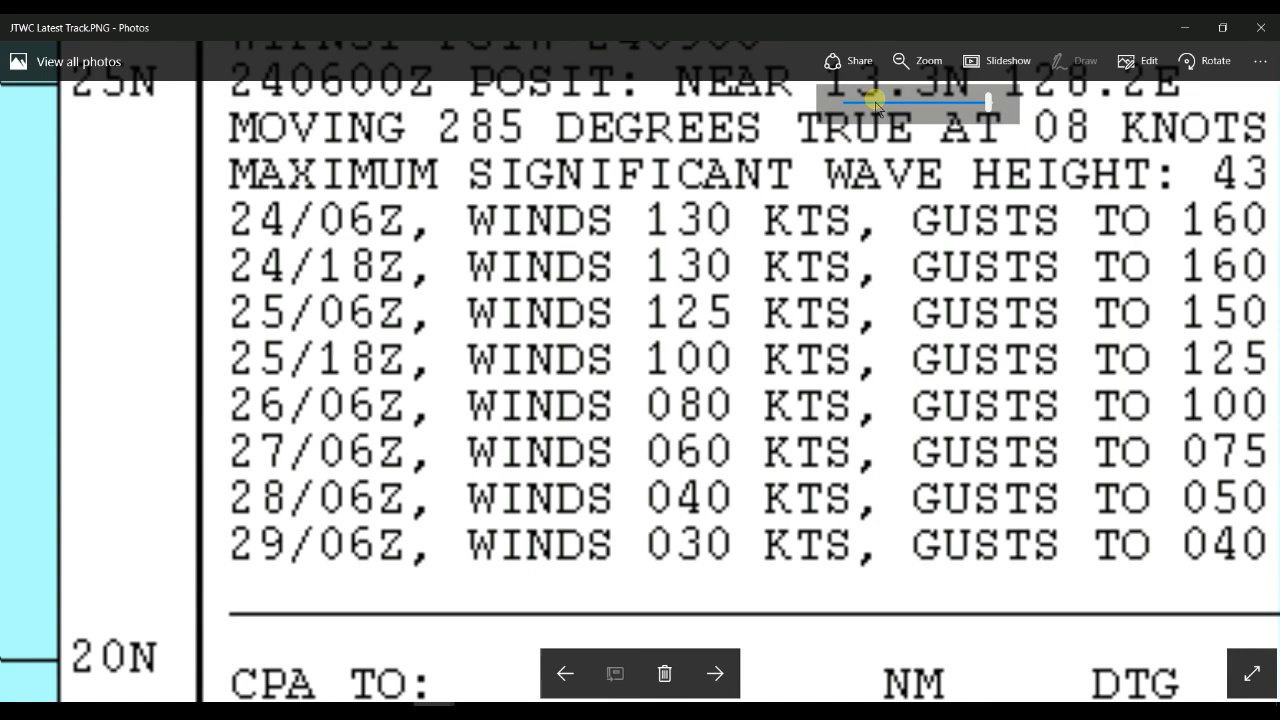 JTWC Latest Track.PNG - Photos
View all photos
Share
Zoom
Slideshow
Draw
Edit
Rotate
25N
240600Z POSIT: NEAR 13.3N 128.2E
MOVING 285 DEGREES TRUE AT 08 KNOTS
MAXIMUM SIGNIFICANT WAVE HEIGHT: 43
24/06Z, WINDS 130 KTS, GUSTS TO 160
24/18Z, WINDS 130 KTS, GUSTS TO 160
25/06Z, WINDS 125 KTS, GUSTS TO 150
25/18Z, WINDS 100 KTS, GUSTS TO 125
26/06Z, WINDS 080 KTS, GUSTS TO 100
27/06Z, WINDS 060 KTS, GUSTS TO 075
28/06Z, WINDS 040 KTS, GUSTS TO 050
29/06Z, WINDS 030 KTS, GUSTS TO 040
20N
CPA TO: NM DTG